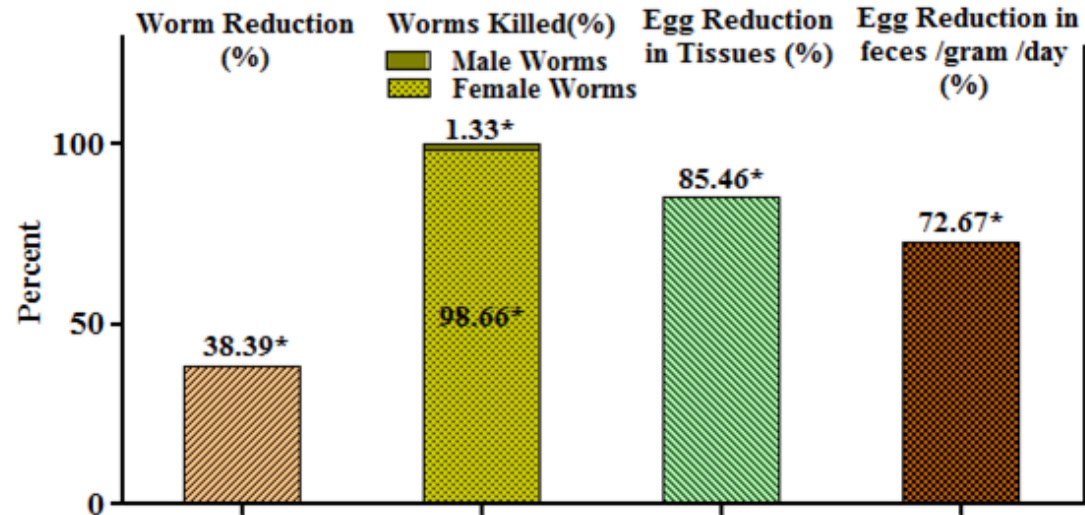 Worm Reduction
(%)
Worms Killed(%)
Male Worms
Female Worms
Egg Reduction
in Tissues (%)
Egg Reduction in
feces /gram /day
(%)
Percent
100
50
0
38.39*
1.33*
98.66*
85.46*
72.67*